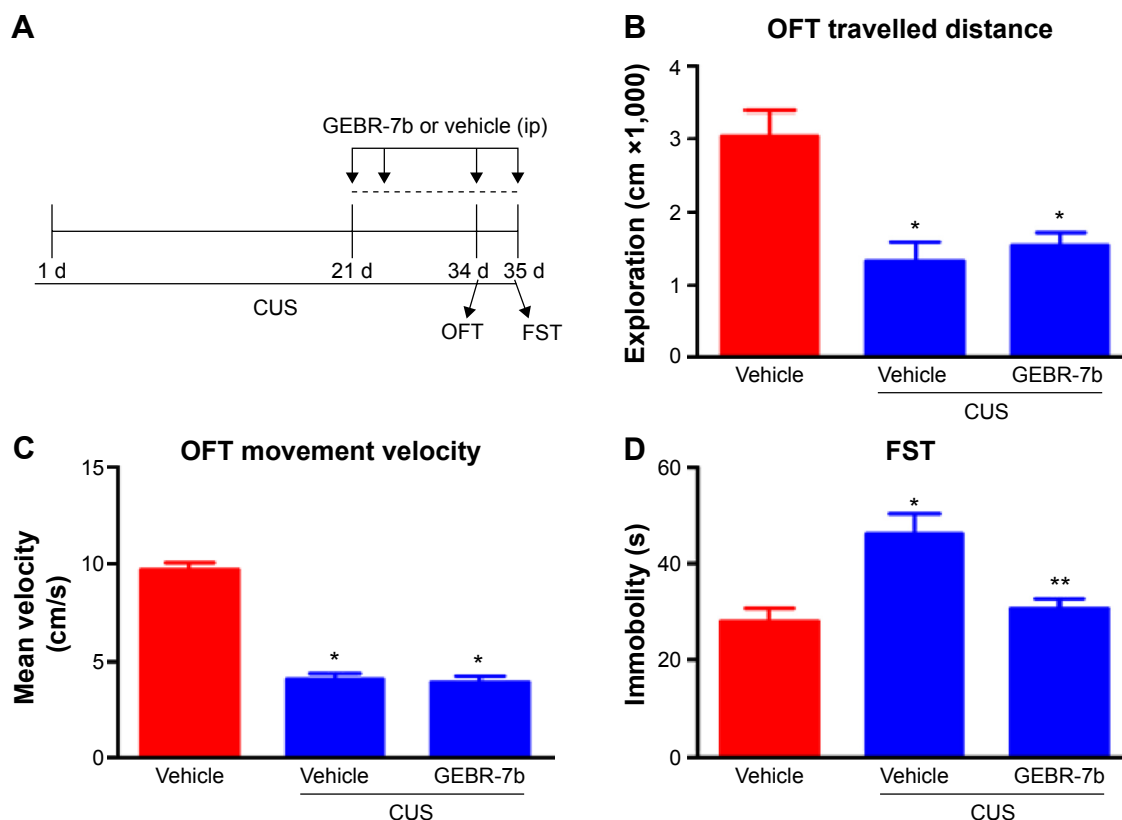 A
GEBR-7b or vehicle (ip)
1 d
21 d
34 d
35 d
CUS
OFT
FST
B
OFT travelled distance
Exploration (cm ×1,000)
4
3
2
1
0
*
*
Vehicle
Vehicle
GEBR-7b
CUS
C
OFT movement velocity
Mean velocity
(cm/s)
15
10
5
0
*
*
Vehicle
Vehicle
GEBR-7b
CUS
D
FST
Immobolity (s)
60
40
20
0
*
**
Vehicle
Vehicle
GEBR-7b
CUS